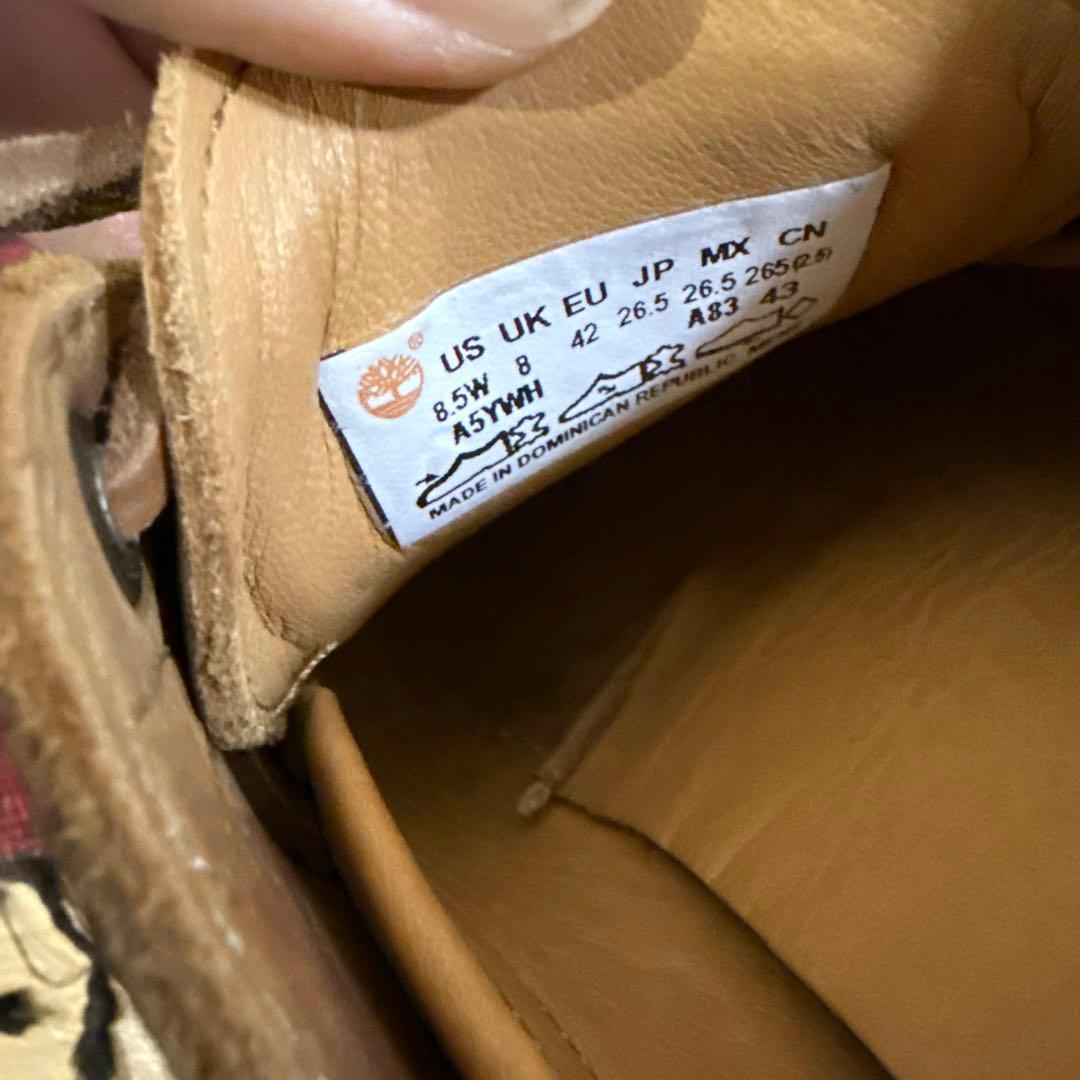 ® US UK EU JP MX CN
8.5W 8 42 26.5 26.5 265(2.5)
A5YWH A83 43
MADE IN DOMINICAN REPUBLIC